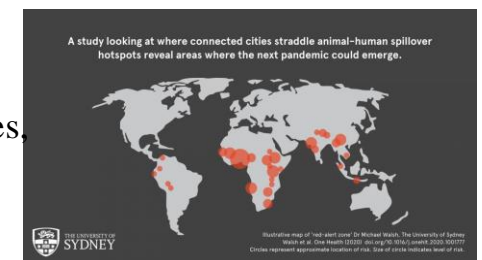 A study looking at where connected cities straddle animal-human spillover
hotspots reveal areas where the next pandemic could emerge.
es,
THE UNIVERSITY OF
SYDNEY
Illustrative map of 'red-alert zone' Dr Michael Walsh, The University of Sydney
Walsh et al. One Health (2020) doi.org/10.1016/j.onehlt.2020.1001777
Circles represent approximate location of risk. Size of circle indicates level of risk.